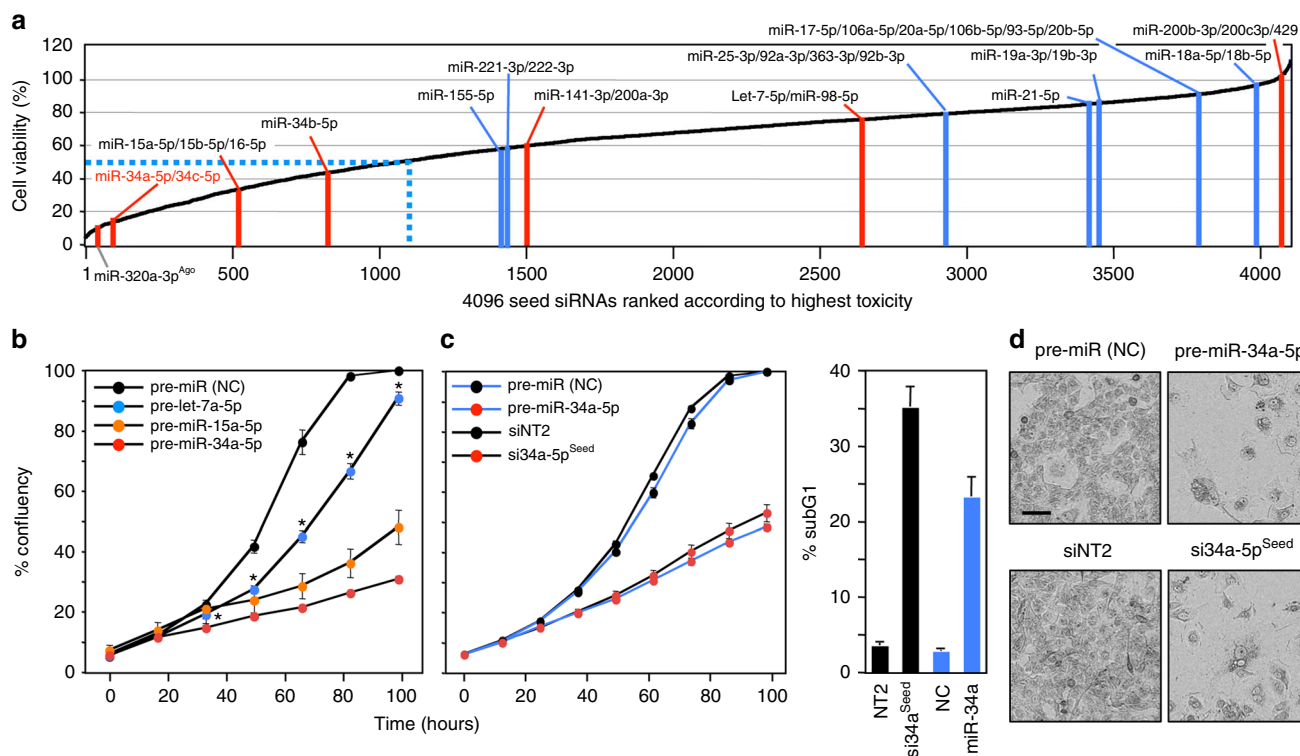 a
Cell viability (%)
120
100
80
60
40
20
0
miR-17-5p/106a-5p/20a-5p/106b-5p/93-5p/20b-5p
miR-200b-3p/200c3p/429
miR-25-3p/92a-3p/363-3p/92b-3p
miR-19a-3p/19b-3p
miR-18a-5p/18b-5p
miR-221-3p/222-3p
miR-155-5p
miR-141-3p/200a-3p
Let-7-5p/miR-98-5p
miR-21-5p
miR-34b-5p
miR-15a-5p/15b-5p/16-5p
miR-34a-5p/34c-5p
miR-320a-3pᴬᵍᵒ
1 500 1000 1500 2000 2500 3000 3500 4000
4096 seed siRNAs ranked according to highest toxicity
b
% confluency
100
80
60
40
20
0
pre-miR (NC)
pre-let-7a-5p
pre-miR-15a-5p
pre-miR-34a-5p
*
*
*
*
*
0 20 40 60 80 100
c
pre-miR (NC)
pre-miR-34a-5p
siNT2
si34a-5pSeed
0 20 40 60 80 100
Time (hours)
% subG1
40
30
20
10
0
NT2
si34aSeed
NC
miR-34a
d
pre-miR (NC)
pre-miR-34a-5p
siNT2
si34a-5pSeed